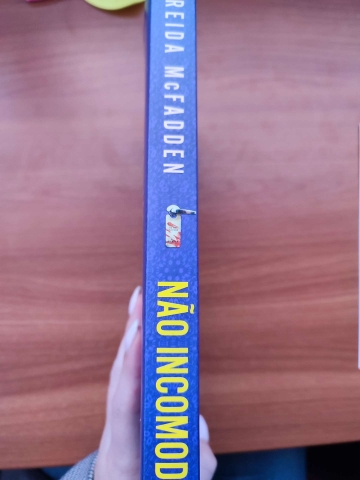 REIDA McFADDEN
NÃO INCOMOD